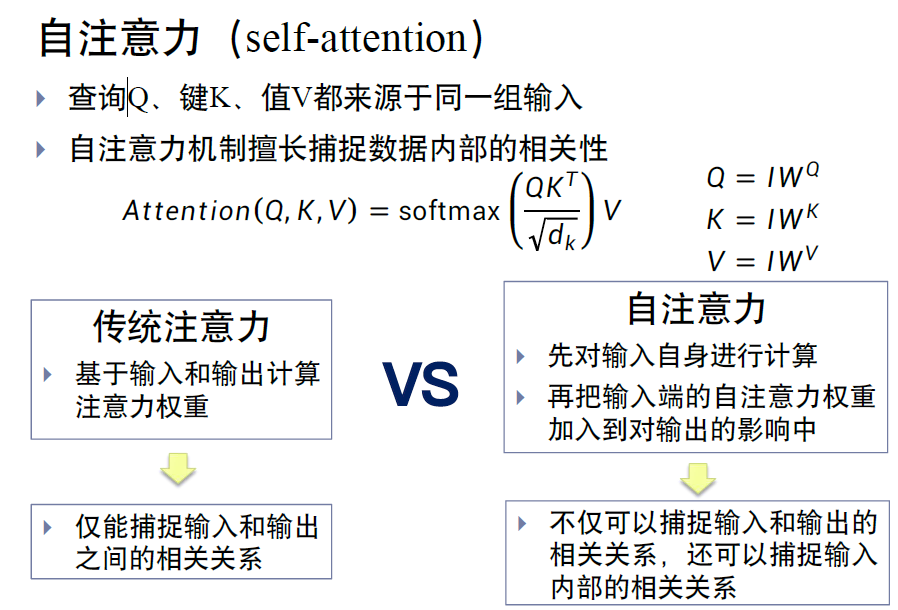 自注意力（self-attention）
查询Q、键K、值V都来源于同一组输入
自注意力机制擅长捕捉数据内部的相关性
Attention(Q, K, V) = softmax(QK^T / √d_k) V
Q = IW^Q
K = IW^K
V = IW^V
传统注意力
基于输入和输出计算
注意力权重
VS
自注意力
先对输入自身进行计算
再把输入端的自注意力权重
加入到对输出的影响中
仅能捕捉输入和输出
之间的相关关系
不仅可以捕捉输入和输出的
相关关系，还可以捕捉输入
内部的相关关系